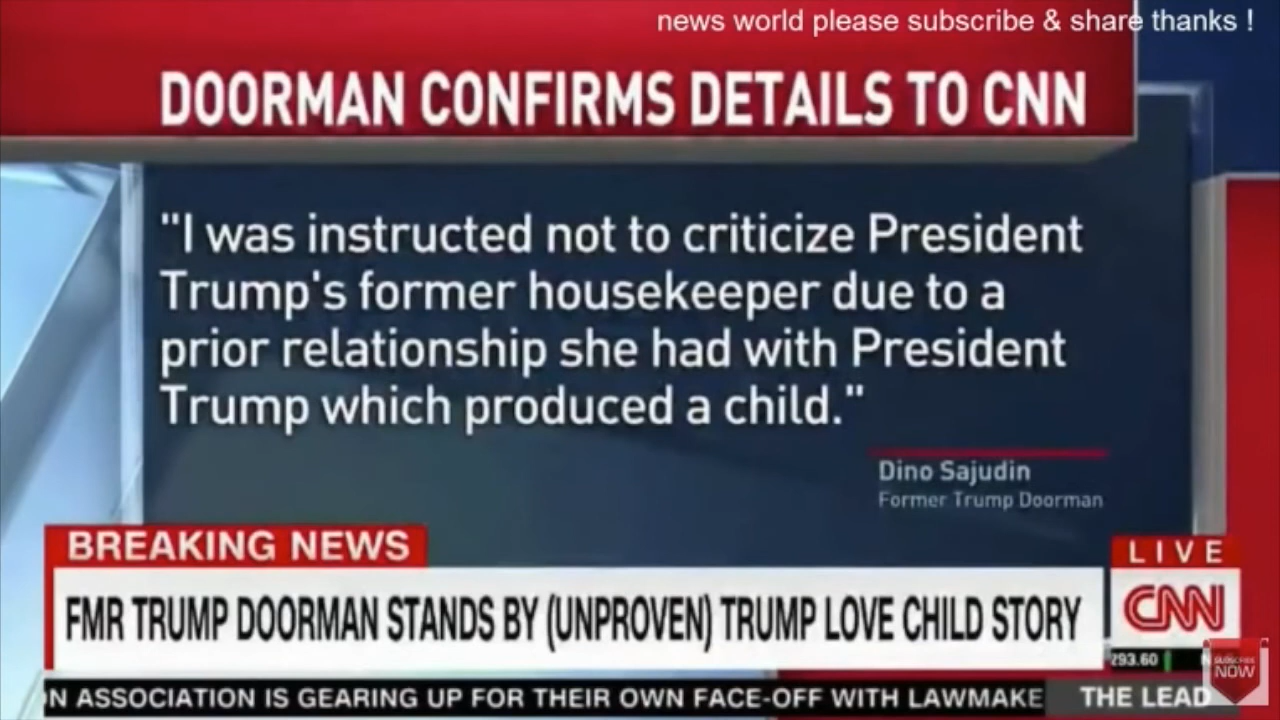 news world please subscribe & share thanks !
DOORMAN CONFIRMS DETAILS TO CNN
"I was instructed not to criticize President
Trump's former housekeeper due to a
prior relationship she had with President
Trump which produced a child."
Dino Sajudin
Former Trump Doorman
BREAKING NEWS
LIVE
FMR TRUMP DOORMAN STANDS BY (UNPROVEN) TRUMP LOVE CHILD STORY
CNN
293.60
SUBSCRIBE
NOW
N ASSOCIATION IS GEARING UP FOR THEIR OWN FACE-OFF WITH LAWMAKE
THE LEAD